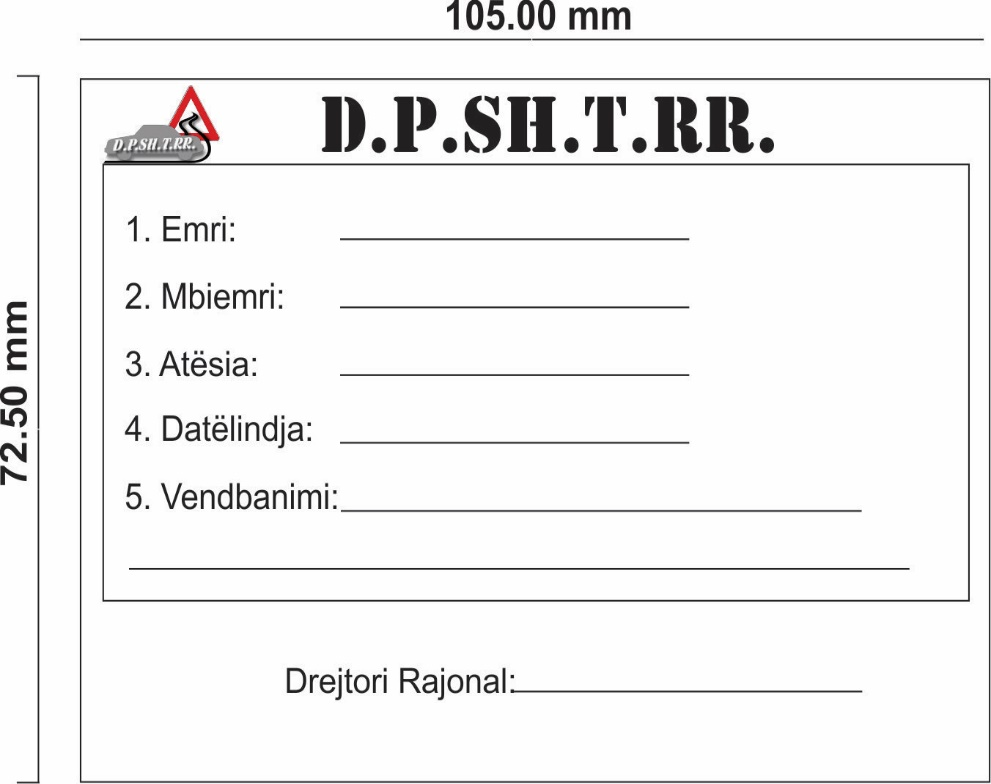 105.00 mm
72.50 mm
D.P.SH.T.RR.
D.P.SH.T.RR.
1. Emri:
2. Mbiemri:
3. Atësia:
4. Datëlindja:
5. Vendbanimi:
Drejtori Rajonal: